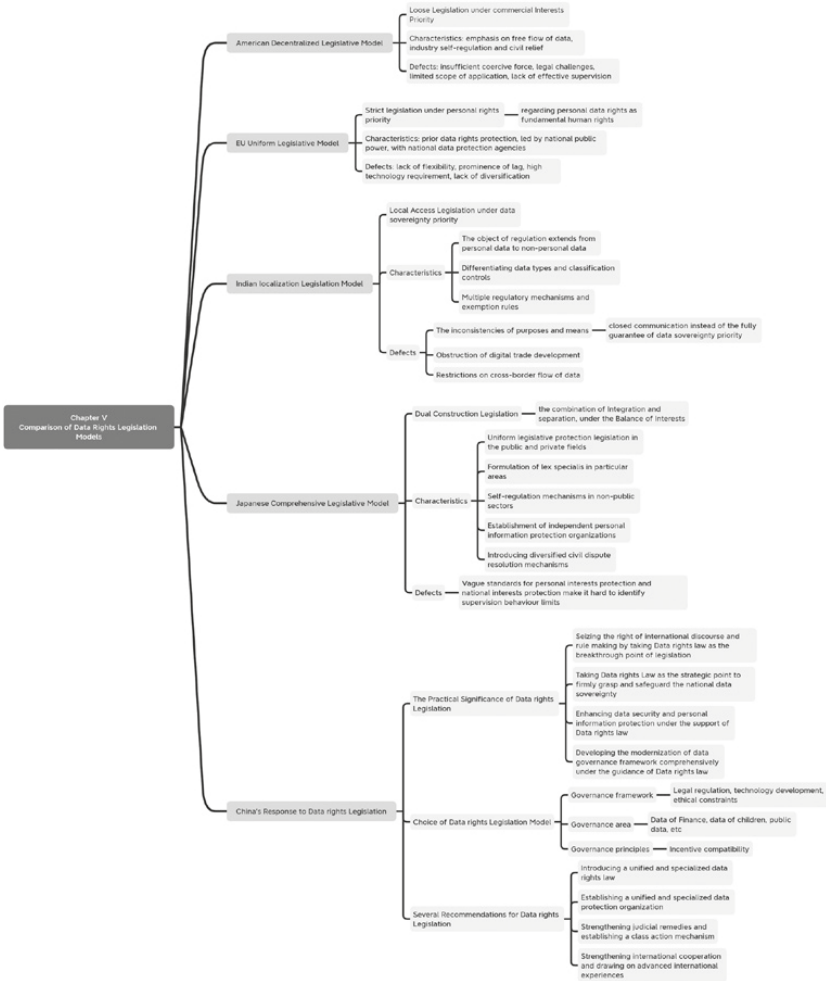 Chapter V
Comparison of Data Rights Legislation
Models
American Decentralized Legislative Model
Loose Legislation under commercial Interests
Priority
Characteristics: emphasis on free flow of data,
industry self-regulation and civil relief
Defects: insufficient coercive force, legal challenges,
limited scope of application, lack of effective supervision
EU Uniform Legislative Model
Strict legislation under personal rights
priority
regarding personal data rights as
fundamental human rights
Characteristics: prior data rights protection, led by national public
power, with national data protection agencies
Defects: lack of flexibility, prominence of lag, high
technology requirement, lack of diversification
Indian localization Legislation Model
Local Access Legislation under data
sovereignty priority
Characteristics
The object of regulation extends from
personal data to non-personal data
Differentiating data types and classification
controls
Multiple regulatory mechanisms and
exemption rules
Defects
The inconsistencies of purposes and means
closed communication instead of the fully
guarantee of data sovereignty priority
Obstruction of digital trade development
Restrictions on cross-border flow of data
Japanese Comprehensive Legislative Model
Dual Construction Legislation
the combination of Integration and
separation, under the Balance of Interests
Characteristics
Uniform legislative protection legislation in
the public and private fields
Formulation of lex specialis in particular
areas
Self-regulation mechanisms in non-public
sectors
Establishment of independent personal
information protection organizations
Introducing diversified civil dispute
resolution mechanisms
Defects
Vague standards for personal interests protection and
national interests protection make it hard to identify
supervision behaviour limits
China's Response to Data rights Legislation
The Practical Significance of Data rights
Legislation
Seizing the right of international discourse and
rule making by taking Data rights law as the
breakthrough point of legislation
Taking Data rights Law as the strategic point to
firmly grasp and safeguard the national data
sovereignty
Enhancing data security and personal
information protection under the support of
Data rights law
Developing the modernization of data
governance framework comprehensively
under the guidance of Data rights law
Choice of Data rights Legislation Model
Governance framework
Legal regulation, technology development,
ethical constraints
Governance area
Data of Finance, data of children, public
data, etc
Governance principles
Incentive compatibility
Several Recommendations for Data rights
Legislation
Introducing a unified and specialized data
rights law
Establishing a unified and specialized data
protection organization
Strengthening judicial remedies and
establishing a class action mechanism
Strengthening international cooperation
and drawing on advanced international
experiences